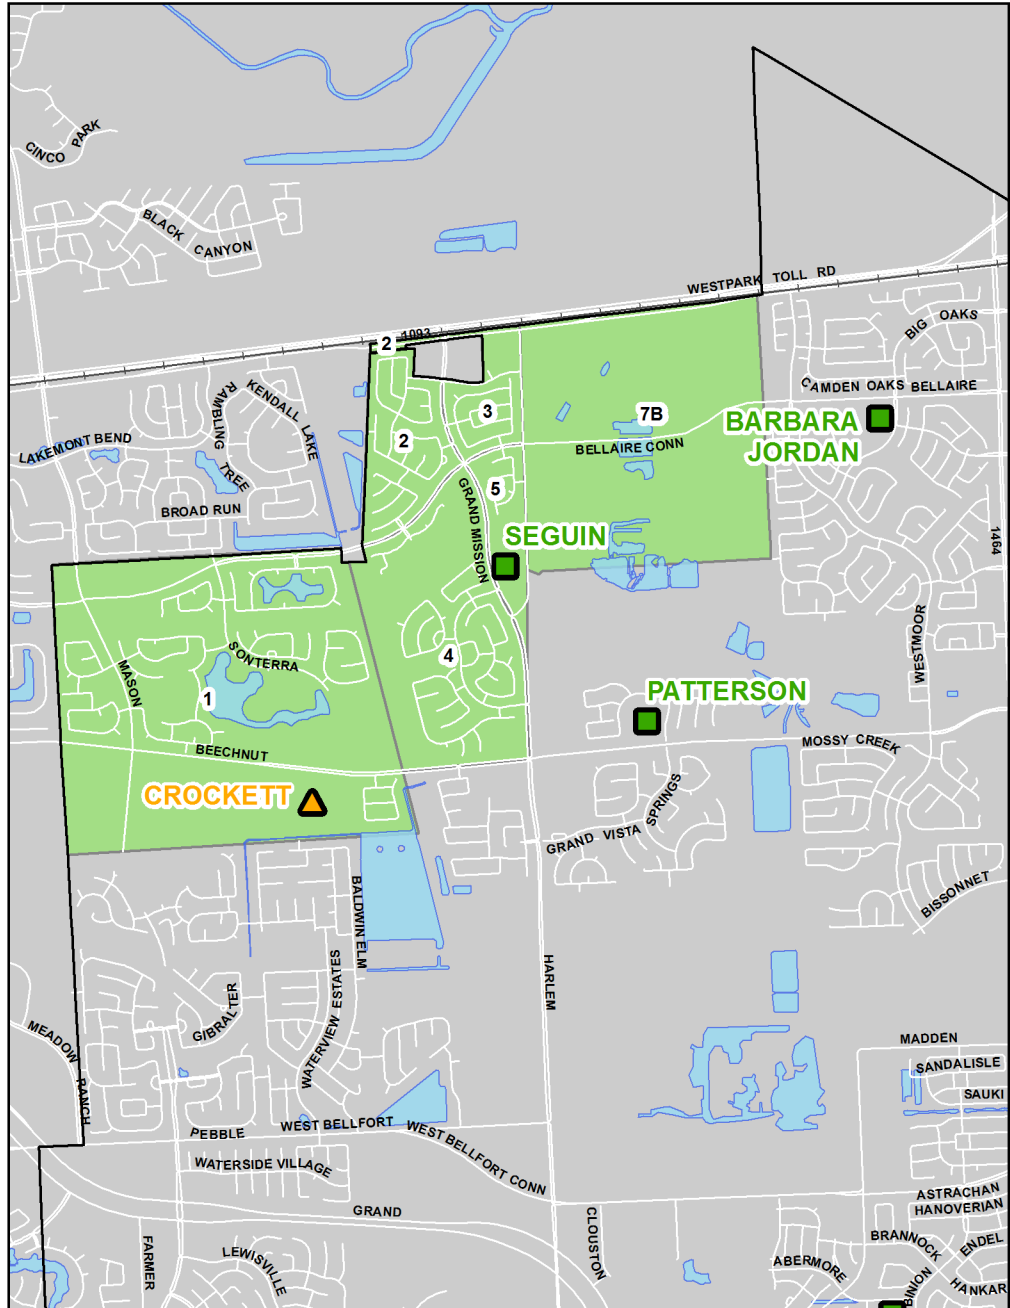 CINCO PARK
BLACK CANYON
WESTPARK TOLL RD
1093
2
BIG OAKS
CAMDEN OAKS BELLAIRE
KENDALL LAKE
RAMBLING TREE
LAKEMONT BEND
3
7B
BARBARA
JORDAN
2
BELLAIRE CONN
BROAD RUN
GRAND MISSION
5
SEGUIN
1464
WESTMOOR
SONTERRA
4
MASON
1
PATTERSON
BEECHNUT
MOSSY CREEK
CROCKETT
GRAND VISTA SPRINGS
BALDWIN ELM
BISSONNET
WATERVIEW ESTATES
HARLEM
GIBRALTER
MEADOW RANCH
MADDEN
SANDALISLE
SAUKI
PEBBLE
WEST BELLFORT
WEST BELLFORT CONN
WATERSIDE VILLAGE
ASTRACHAN
HANOVERIAN
GRAND
CLOUSTON
FARMER
LEWISVILLE
BRANNOCK
ENDEL
ABERMORE
BINION
HANKAR